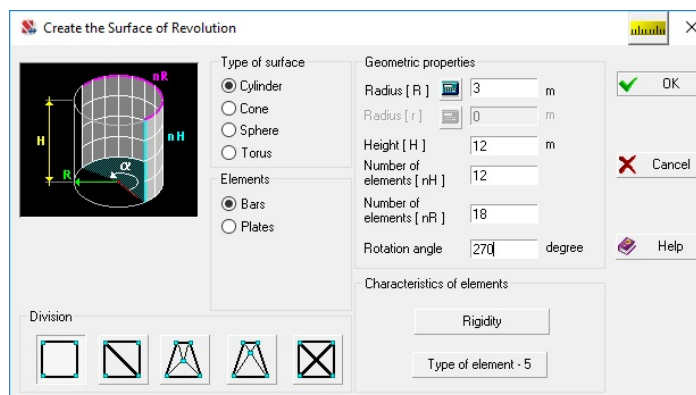 Create the Surface of Revolution
nR
H
nH
α
R
Type of surface
Cylinder
Cone
Sphere
Torus
Elements
Bars
Plates
Division
Geometric properties
Radius [ R ] 3 m
Radius [ r ] 0 m
Height [ H ] 12 m
Number of
elements [ nH ] 12
Number of
elements [ nR ] 18
Rotation angle 270 degree
Characteristics of elements
Rigidity
Type of element - 5
OK
Cancel
Help